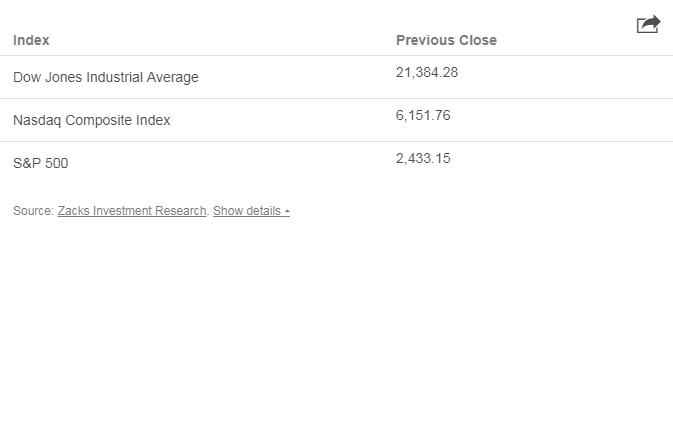 Index Previous Close
Dow Jones Industrial Average 21,384.28
Nasdaq Composite Index 6,151.76
S&P 500 2,433.15
Source: Zacks Investment Research. Show details